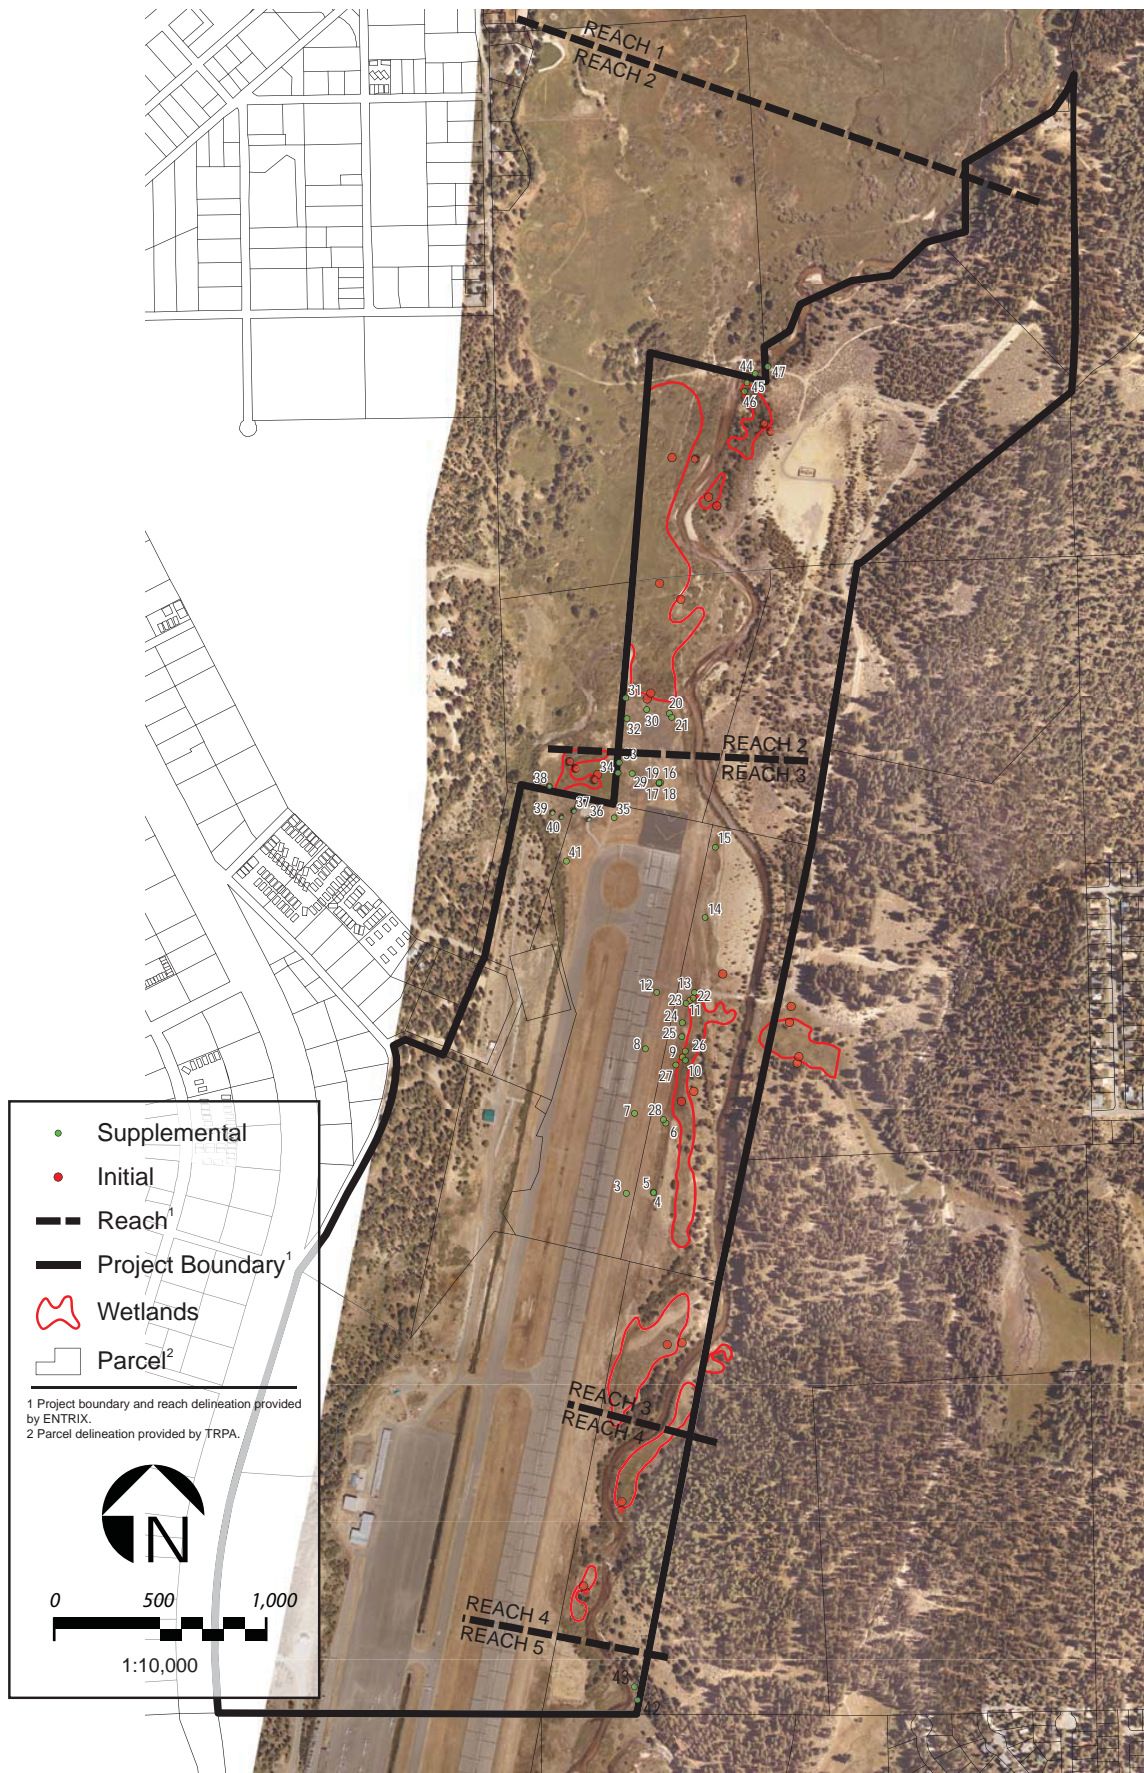 REACH 1
REACH 2
44
47
45
46
31
20
30
21
32
REACH 2
33
REACH 3
34
19
16
38
29
17
18
37
39
36
35
40
15
41
14
12
13
22
23
11
24
25
8
26
9
10
27
7
28
6
3
5
4
Supplemental
Initial
Reach1
Project Boundary1
Wetlands
Parcel2
1 Project boundary and reach delineation provided
by ENTRIX.
2 Parcel delineation provided by TRPA.
N
0 500 1,000
1:10,000
REACH 3
REACH 4
REACH 4
REACH 5
43
42